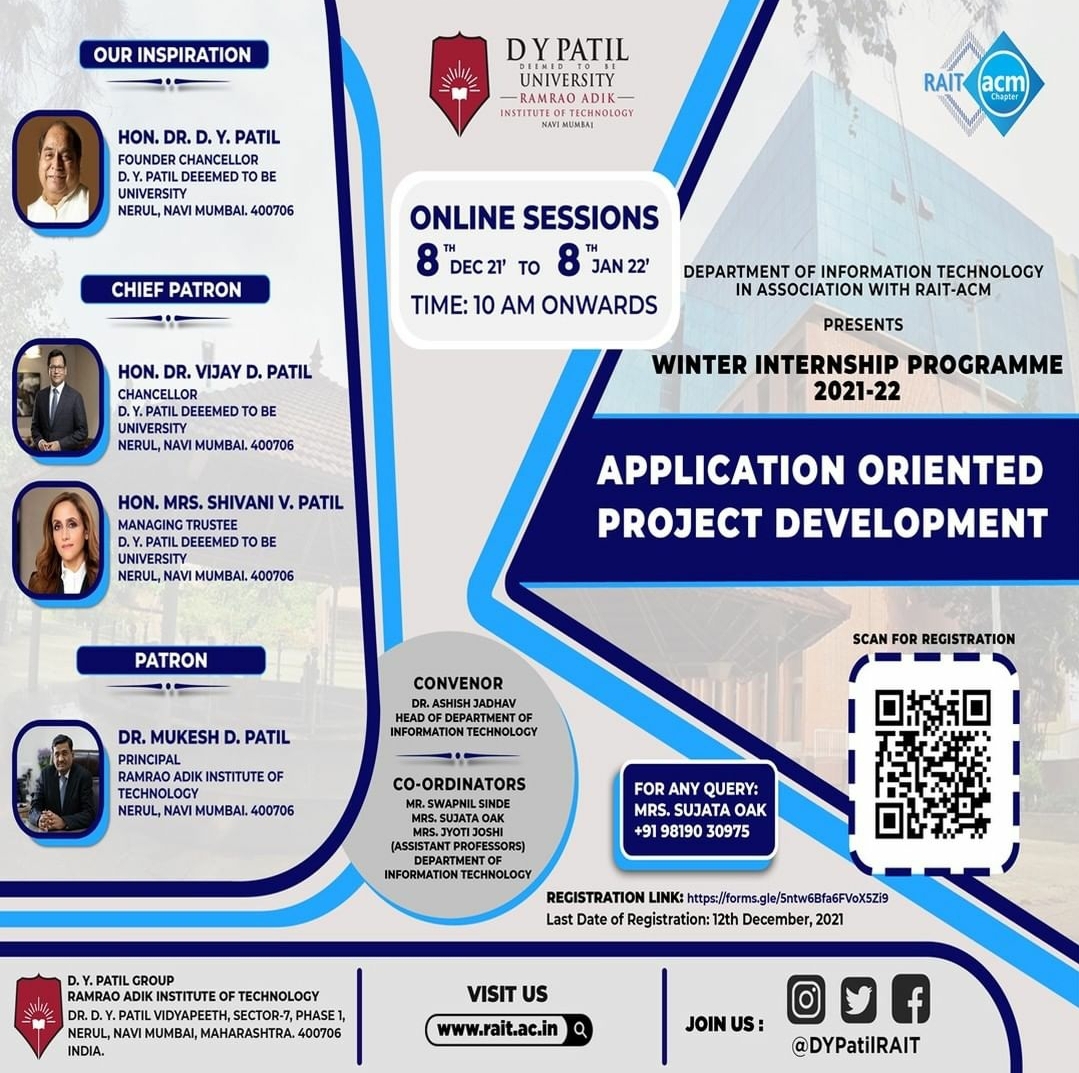 OUR INSPIRATION
HON. DR. D. Y. PATIL
FOUNDER CHANCELLOR
D. Y. PATIL DEEEMED TO BE
UNIVERSITY
NERUL, NAVI MUMBAI. 400706
CHIEF PATRON
HON. DR. VIJAY D. PATIL
CHANCELLOR
D. Y. PATIL DEEEMED TO BE
UNIVERSITY
NERUL, NAVI MUMBAI. 400706
HON. MRS. SHIVANI V. PATIL
MANAGING TRUSTEE
D. Y. PATIL DEEEMED TO BE
UNIVERSITY
NERUL, NAVI MUMBAI. 400706
PATRON
DR. MUKESH D. PATIL
PRINCIPAL
RAMRAO ADIK INSTITUTE OF
TECHNOLOGY
NERUL, NAVI MUMBAI. 400706
D Y PATIL
DEEMED TO BE
UNIVERSITY
RAMRAO ADIK
INSTITUTE OF TECHNOLOGY
NAVI MUMBAI
ONLINE SESSIONS
8TH DEC 21' TO 8TH JAN 22'
TIME: 10 AM ONWARDS
RAIT acm
Chapter
DEPARTMENT OF INFORMATION TECHNOLOGY
IN ASSOCIATION WITH RAIT-ACM
PRESENTS
WINTER INTERNSHIP PROGRAMME
2021-22
APPLICATION ORIENTED
PROJECT DEVELOPMENT
SCAN FOR REGISTRATION
CONVENOR
DR. ASHISH JADHAV
HEAD OF DEPARTMENT OF
INFORMATION TECHNOLOGY
CO-ORDINATORS
MR. SWAPNIL SINDE
MRS. SUJATA OAK
MRS. JYOTI JOSHI
(ASSISTANT PROFESSORS)
DEPARTMENT OF
INFORMATION TECHNOLOGY
FOR ANY QUERY:
MRS. SUJATA OAK
+91 98190 30975
REGISTRATION LINK: https://forms.gle/5ntw6Bfa6FVoX5Zi9
Last Date of Registration: 12th December, 2021
D. Y. PATIL GROUP
RAMRAO ADIK INSTITUTE OF TECHNOLOGY
DR. D. Y. PATIL VIDYAPEETH, SECTOR-7, PHASE 1,
NERUL, NAVI MUMBAI, MAHARASHTRA. 400706
INDIA.
VISIT US
www.rait.ac.in
JOIN US :
@DYPatilRAIT